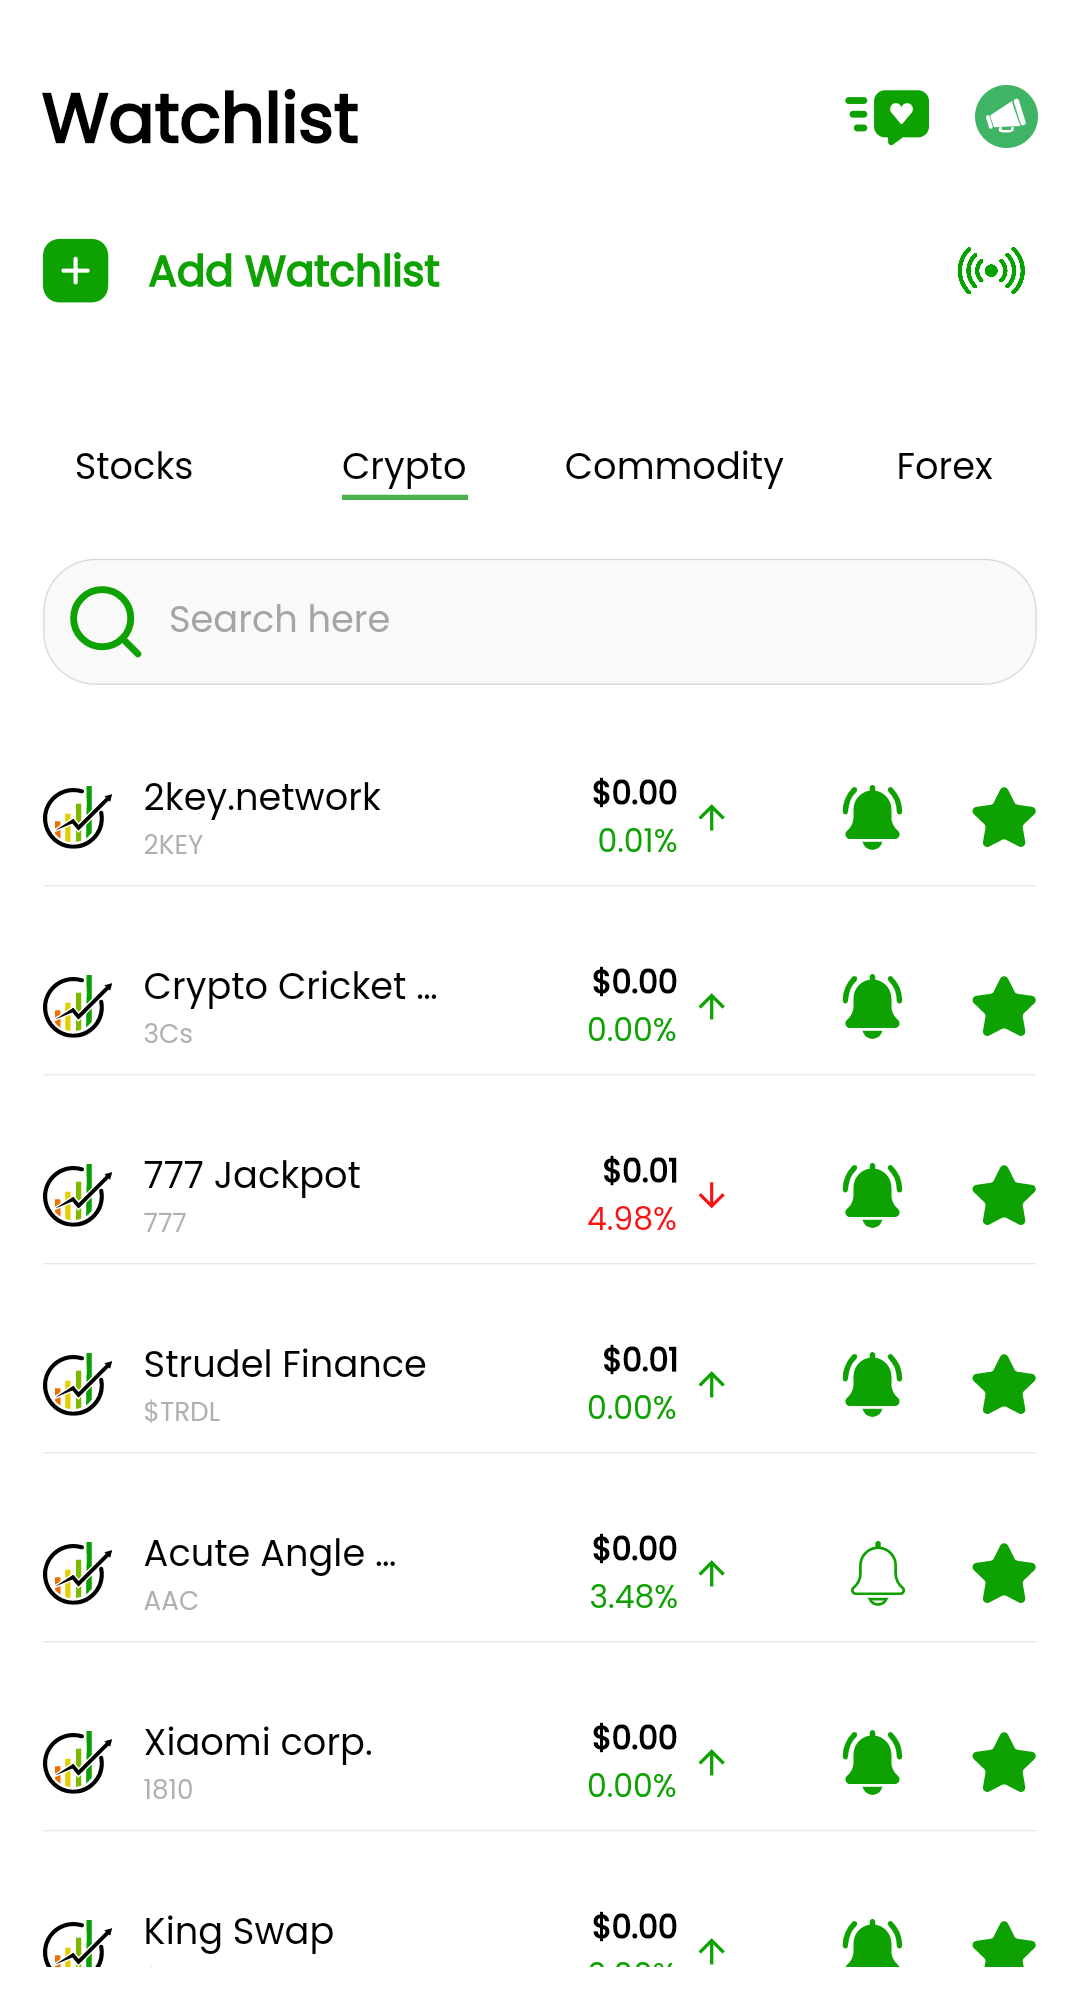 Watchlist
Add Watchlist
Stocks Crypto Commodity Forex
Search here
2key.network $0.00
2KEY 0.01%
Crypto Cricket ... $0.00
3Cs 0.00%
777 Jackpot $0.01
777 4.98%
Strudel Finance $0.01
$TRDL 0.00%
Acute Angle ... $0.00
AAC 3.48%
Xiaomi corp. $0.00
1810 0.00%
King Swap $0.00